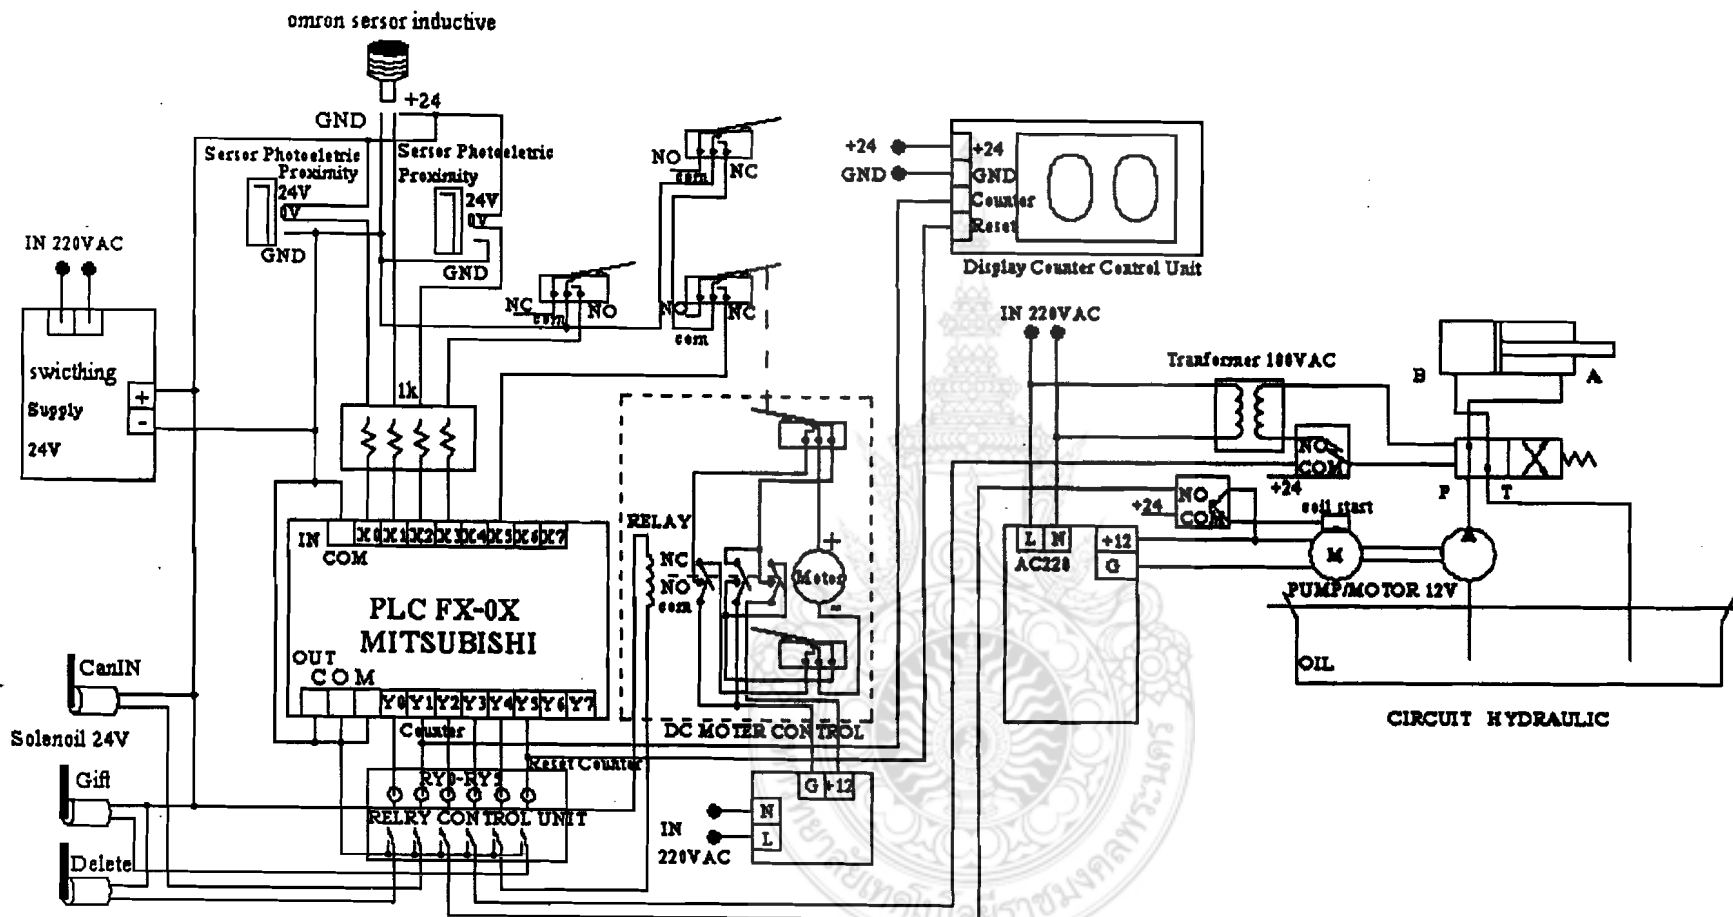 omron sersor inductive
+24
GND
Sersor Photoeletric
Proximity
24V
0V
GND
Sersor Photoeletric
Proximity
24V
0V
GND
IN 220VAC
swicthing
Supply
24V
+
-
NO
com
NC
NC
com
NO
NO
com
NC
1k
IN
COM
X0 X1 X2 X3 X4 X5 X6 X7
PLC FX-0X
MITSUBISHI
OUT
C O M
Y0 Y1 Y2 Y3 Y4 Y5 Y6 Y7
Counter
Reset Counter
RY0-RY5
RELRY CONTROL UNIT
CanIN
Solenoil 24V
Gift
Delete
RELAY
NC
NO
com
+
Moter
-
DC MOTER CONTROL
G +12
N
L
IN
220VAC
+24
GND
+24
GND
Counter
Reset
Display Counter Control Unit
IN 220VAC
Tranformer 100VAC
NO
COM
+24
NO
COM
+24
coil start
L N
AC220
+12
G
M
PUMP/MOTOR 12V
B
A
P
T
OIL
CIRCUIT HYDRAULIC